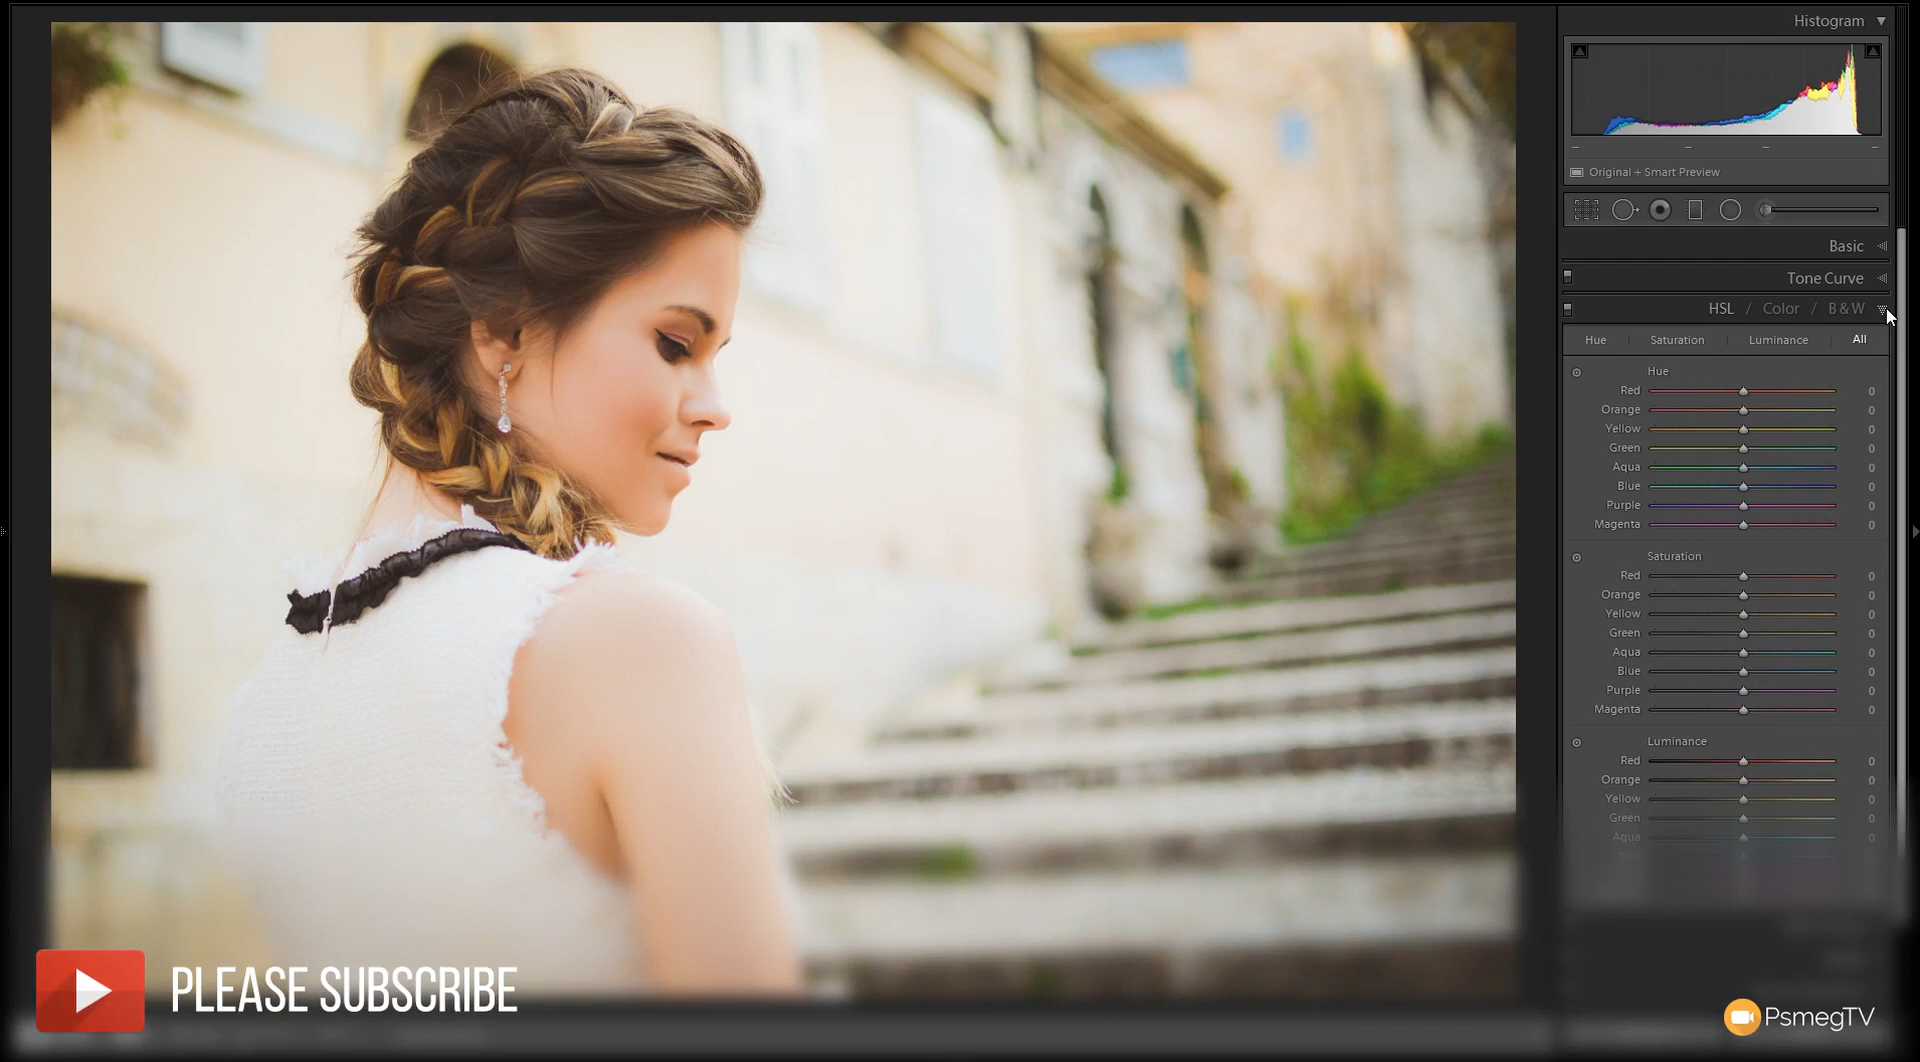 Histogram
Original + Smart Preview
Basic
Tone Curve
HSL / Color / B & W
Hue Saturation Luminance All
Hue
Red 0
Orange 0
Yellow 0
Green 0
Aqua 0
Blue 0
Purple 0
Magenta 0
Saturation
Red 0
Orange 0
Yellow 0
Green 0
Aqua 0
Blue 0
Purple 0
Magenta 0
Luminance
Red 0
Orange 0
Yellow 0
Green 0
Aqua 0
PLEASE SUBSCRIBE
PsmegTV